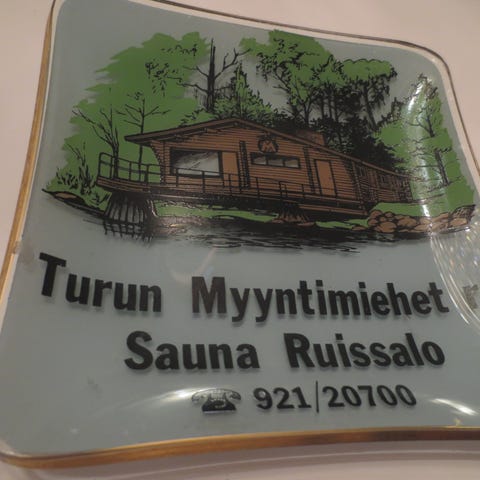 Turun Myyntimiehet r
Sauna Ruissalo
921/20700